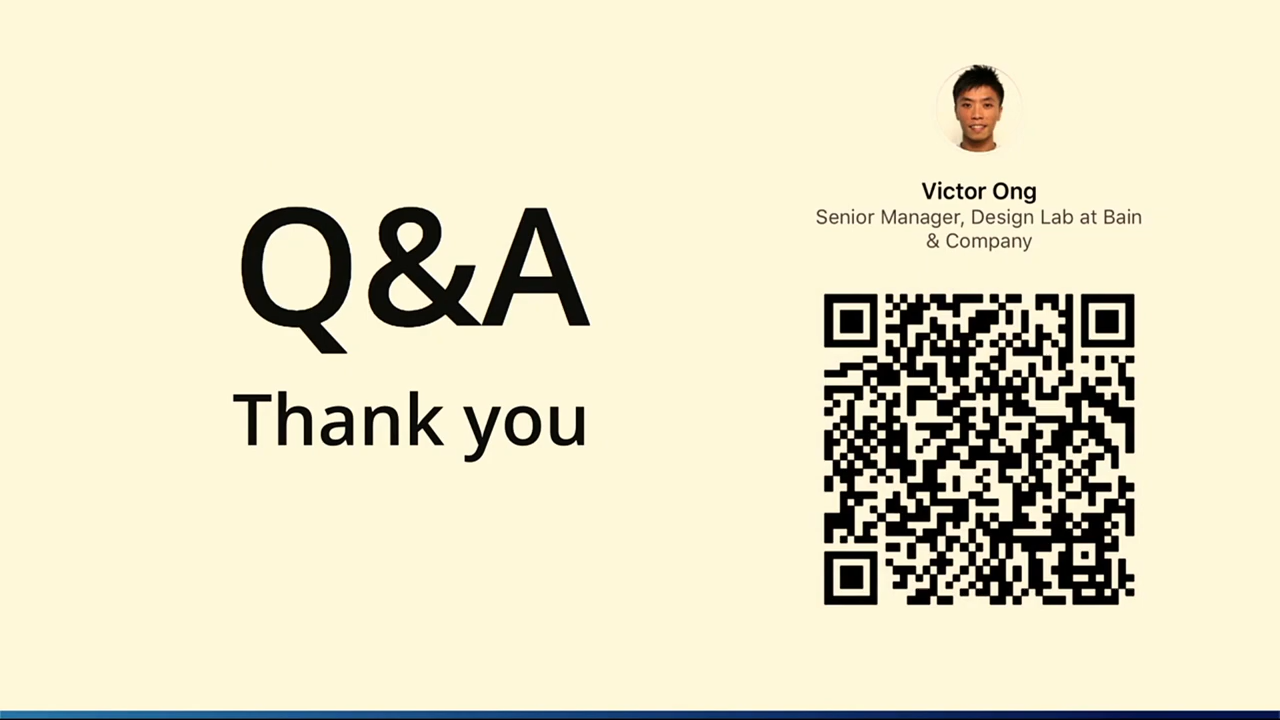 Q&A
Thank you
Victor Ong
Senior Manager, Design Lab at Bain
& Company